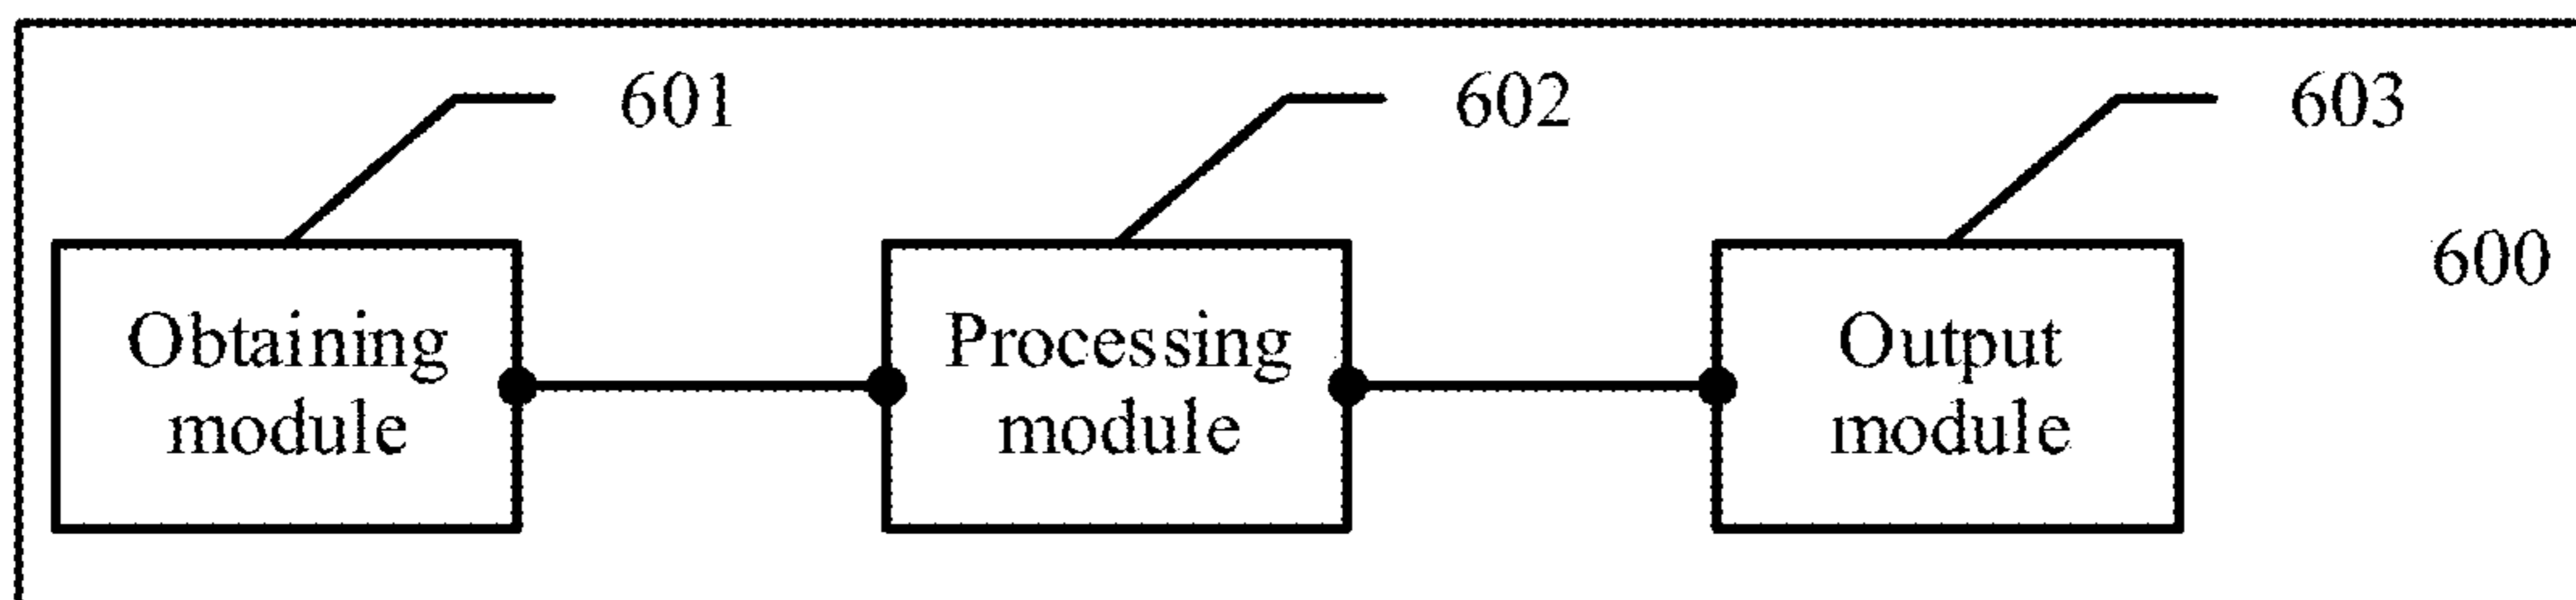 601
602
603
600
Obtaining
module
Processing
module
Output
module